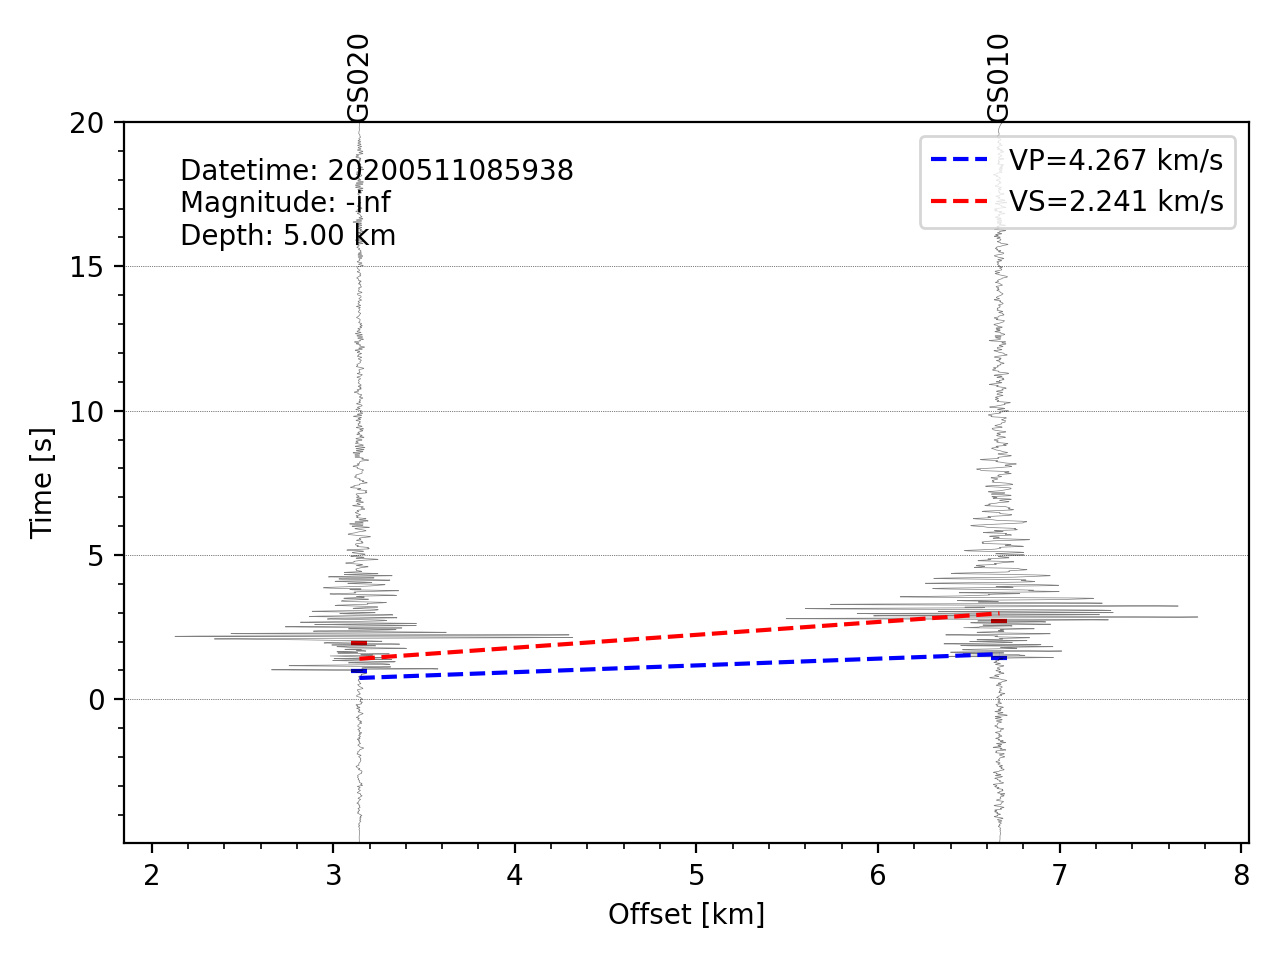 GS020
GS010
Datetime: 20200511085938
Magnitude: -inf
Depth: 5.00 km
VP=4.267 km/s
VS=2.241 km/s
20
15
10
5
0
Time [s]
2
3
4
5
6
7
8
Offset [km]